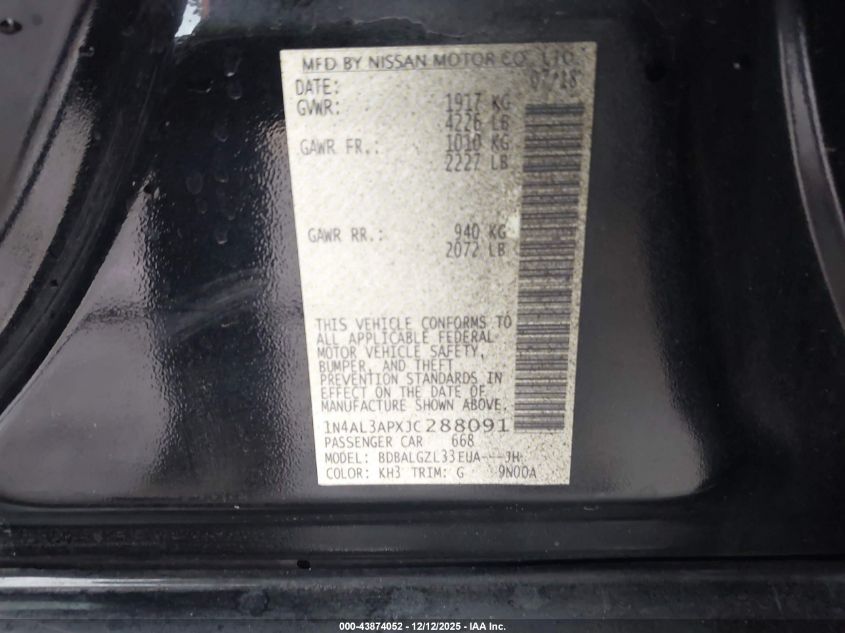 MFD BY NISSAN MOTOR CO., LTD.
DATE: 07/18
GVWR: 1917 KG
4226 LB
GAWR FR.: 1010 KG
2227 LB
GAWR RR.: 940 KG
2072 LB
THIS VEHICLE CONFORMS TO
ALL APPLICABLE FEDERAL
MOTOR VEHICLE SAFETY,
BUMPER, AND THEFT
PREVENTION STANDARDS IN
EFFECT ON THE DATE OF
MANUFACTURE SHOWN ABOVE.
1N4AL3APXJC288091
PASSENGER CAR 668
MODEL: BDBALGZL33EUA---JH
COLOR: KH3 TRIM: G 9N00A
000-43874052 - 12/12/2025 - IAA Inc.